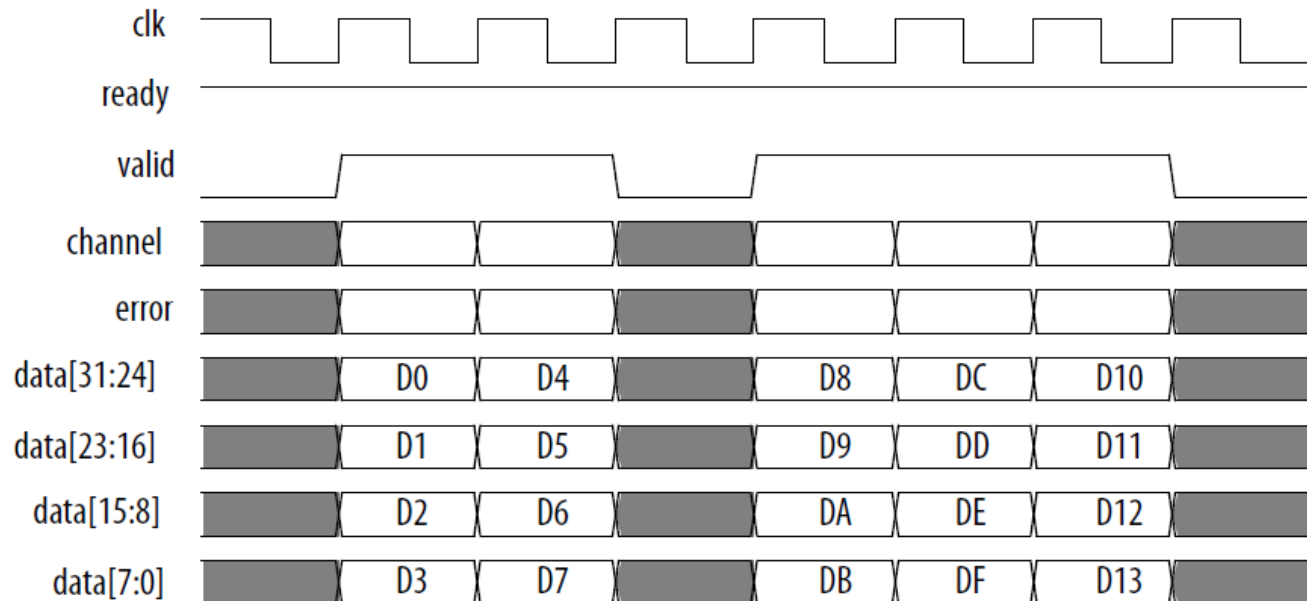 clk
ready
valid
channel
error
data[31:24] D0 D4 D8 DC D10
data[23:16] D1 D5 D9 DD D11
data[15:8] D2 D6 DA DE D12
data[7:0] D3 D7 DB DF D13